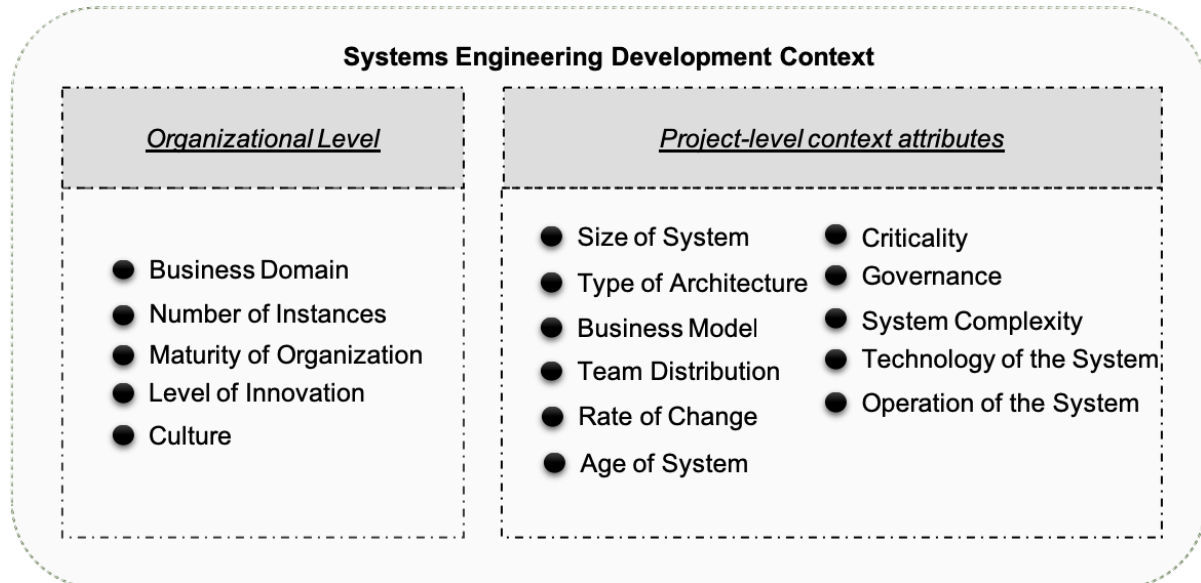 Systems Engineering Development Context
Organizational Level
Business Domain
Number of Instances
Maturity of Organization
Level of Innovation
Culture
Project-level context attributes
Size of System
Type of Architecture
Business Model
Team Distribution
Rate of Change
Age of System
Criticality
Governance
System Complexity
Technology of the System
Operation of the System